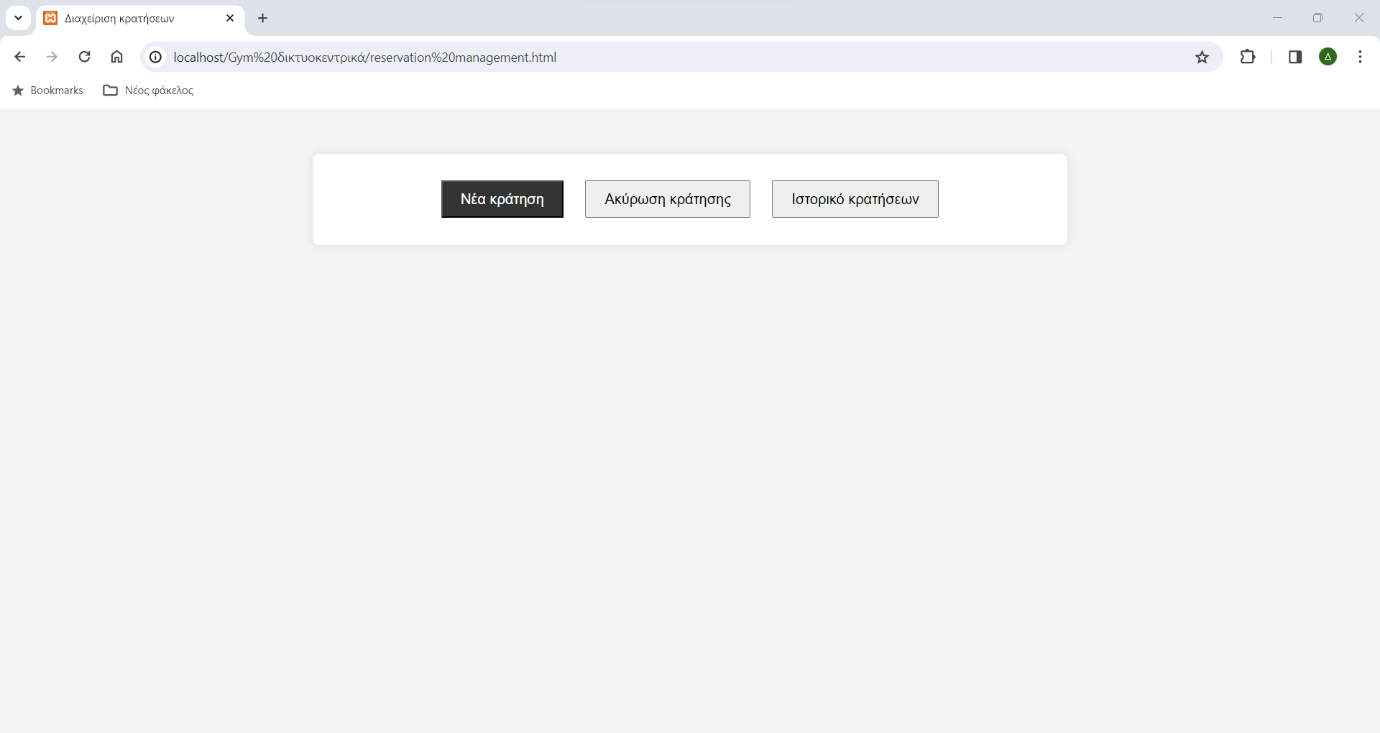 Διαχείριση κρατήσεων
localhost/Gym%20δικτυοκεντρικά/reservation%20management.html
Δ
Bookmarks Νέος φάκελος
Νέα κράτηση Ακύρωση κράτησης Ιστορικό κρατήσεων